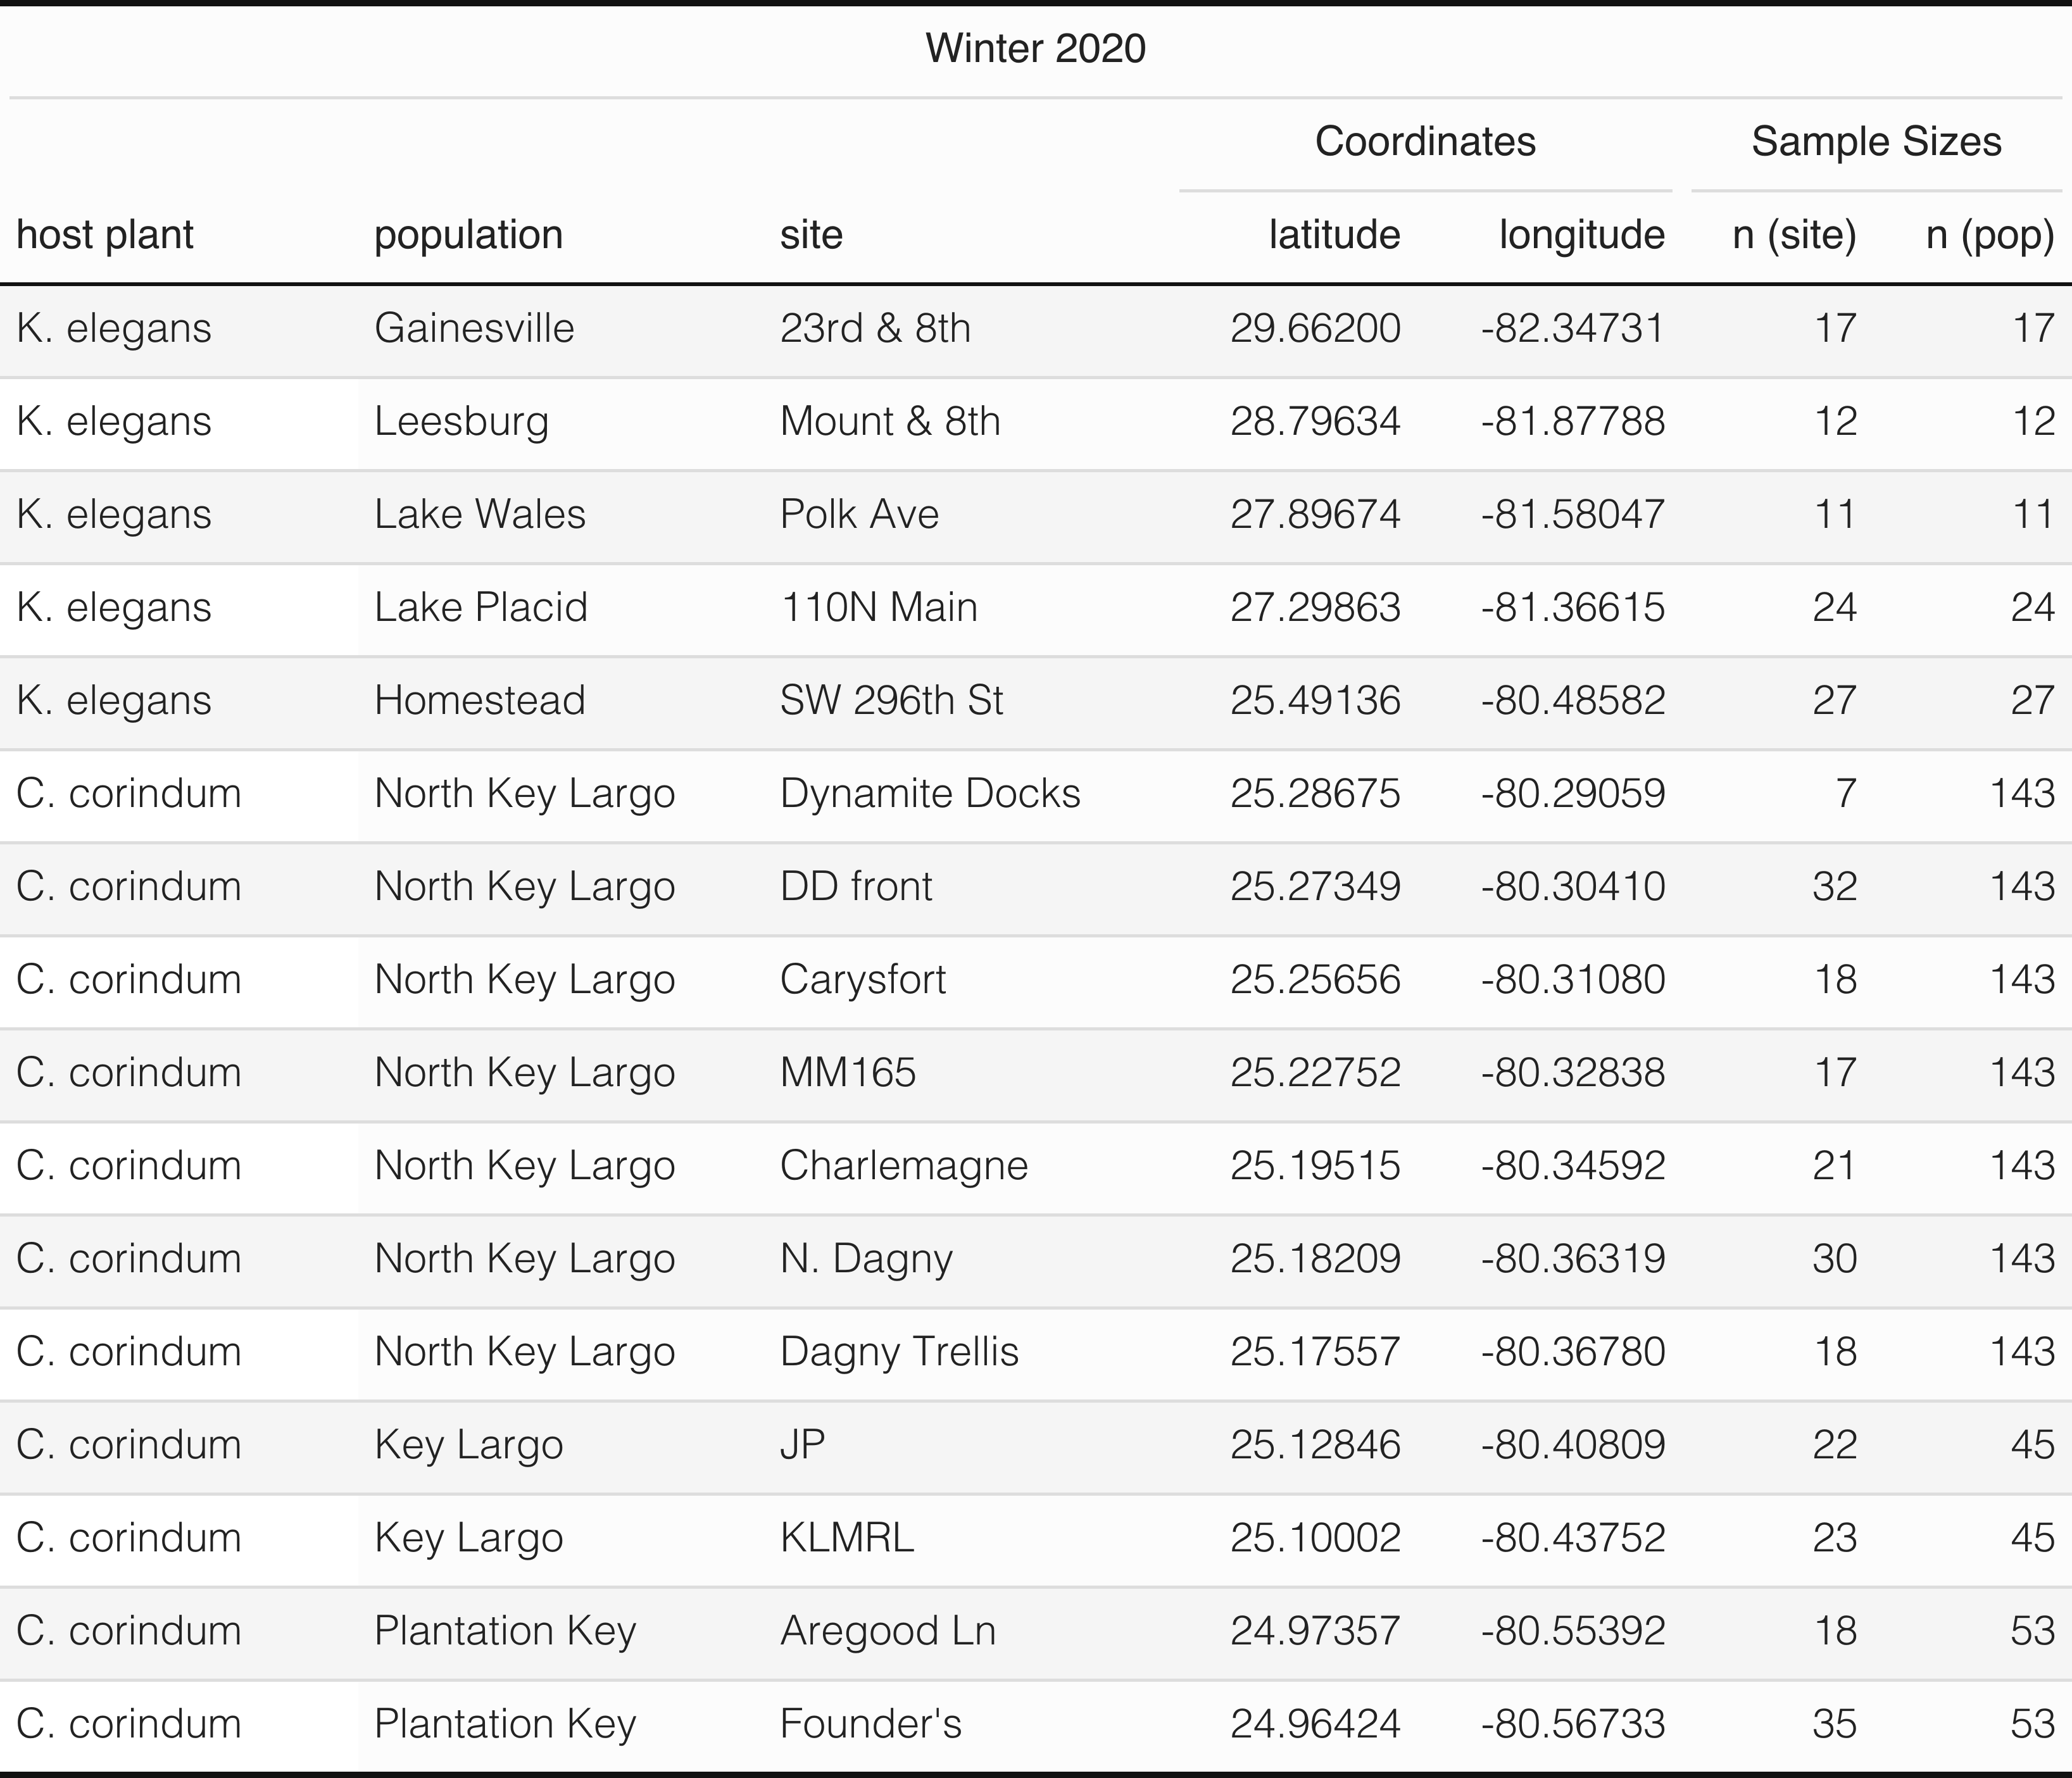 Winter 2020
Coordinates Sample Sizes
host plant population site latitude longitude n (site) n (pop)
K. elegans Gainesville 23rd & 8th 29.66200 -82.34731 17 17
K. elegans Leesburg Mount & 8th 28.79634 -81.87788 12 12
K. elegans Lake Wales Polk Ave 27.89674 -81.58047 11 11
K. elegans Lake Placid 110N Main 27.29863 -81.36615 24 24
K. elegans Homestead SW 296th St 25.49136 -80.48582 27 27
C. corindum North Key Largo Dynamite Docks 25.28675 -80.29059 7 143
C. corindum North Key Largo DD front 25.27349 -80.30410 32 143
C. corindum North Key Largo Carysfort 25.25656 -80.31080 18 143
C. corindum North Key Largo MM165 25.22752 -80.32838 17 143
C. corindum North Key Largo Charlemagne 25.19515 -80.34592 21 143
C. corindum North Key Largo N. Dagny 25.18209 -80.36319 30 143
C. corindum North Key Largo Dagny Trellis 25.17557 -80.36780 18 143
C. corindum Key Largo JP 25.12846 -80.40809 22 45
C. corindum Key Largo KLMRL 25.10002 -80.43752 23 45
C. corindum Plantation Key Aregood Ln 24.97357 -80.55392 18 53
C. corindum Plantation Key Founder's 24.96424 -80.56733 35 53